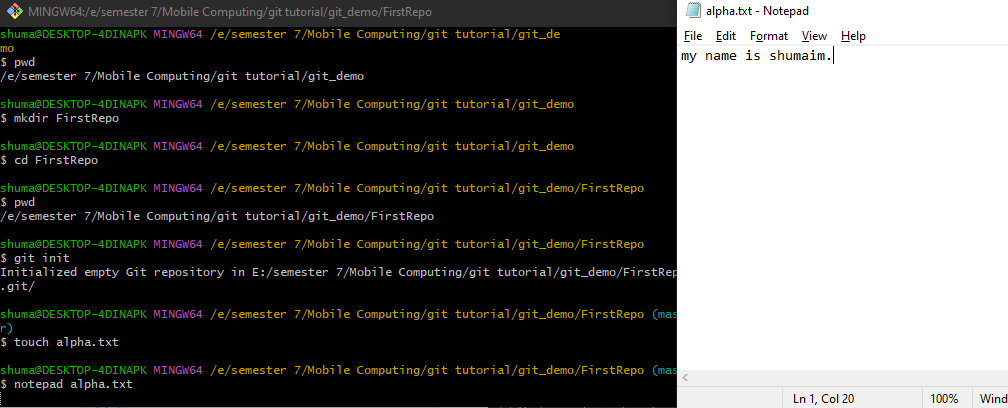 MINGW64:/e/semester 7/Mobile Computing/git tutorial/git_demo/FirstRepo
shuma@DESKTOP-4DINAPK MINGW64 /e/semester 7/Mobile Computing/git tutorial/git_de
mo
$ pwd
/e/semester 7/Mobile Computing/git tutorial/git_demo
shuma@DESKTOP-4DINAPK MINGW64 /e/semester 7/Mobile Computing/git tutorial/git_demo
$ mkdir FirstRepo
shuma@DESKTOP-4DINAPK MINGW64 /e/semester 7/Mobile Computing/git tutorial/git_demo
$ cd FirstRepo
shuma@DESKTOP-4DINAPK MINGW64 /e/semester 7/Mobile Computing/git tutorial/git_demo/FirstRepo
$ pwd
/e/semester 7/Mobile Computing/git tutorial/git_demo/FirstRepo
shuma@DESKTOP-4DINAPK MINGW64 /e/semester 7/Mobile Computing/git tutorial/git_demo/FirstRepo
$ git init
Initialized empty Git repository in E:/semester 7/Mobile Computing/git tutorial/git_demo/FirstRep
.git/
shuma@DESKTOP-4DINAPK MINGW64 /e/semester 7/Mobile Computing/git tutorial/git_demo/FirstRepo (mas
r)
$ touch alpha.txt
shuma@DESKTOP-4DINAPK MINGW64 /e/semester 7/Mobile Computing/git tutorial/git_demo/FirstRepo (mas
$ notepad alpha.txt
alpha.txt - Notepad
File Edit Format View Help
my name is shumaim.
Ln 1, Col 20 100% Wind